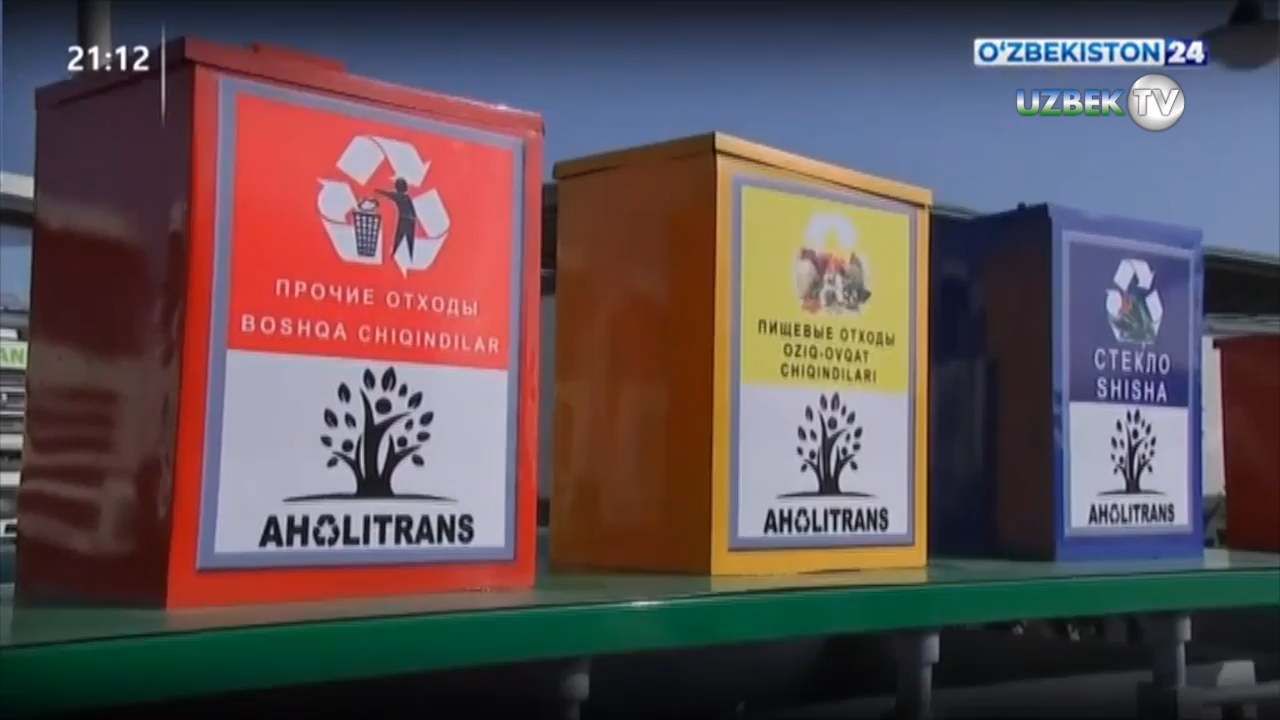 21:12
O'ZBEKISTON 24
UZBEK TV
ПРОЧИЕ ОТХОДЫ
BOSHQA CHIQINDILAR
AHOLITRANS
ПИЩЕВЫЕ ОТХОДЫ
OZIQ-OVQAT
CHIQINDILARI
AHOLITRANS
СТЕКЛО
SHISHA
AHOLITRANS